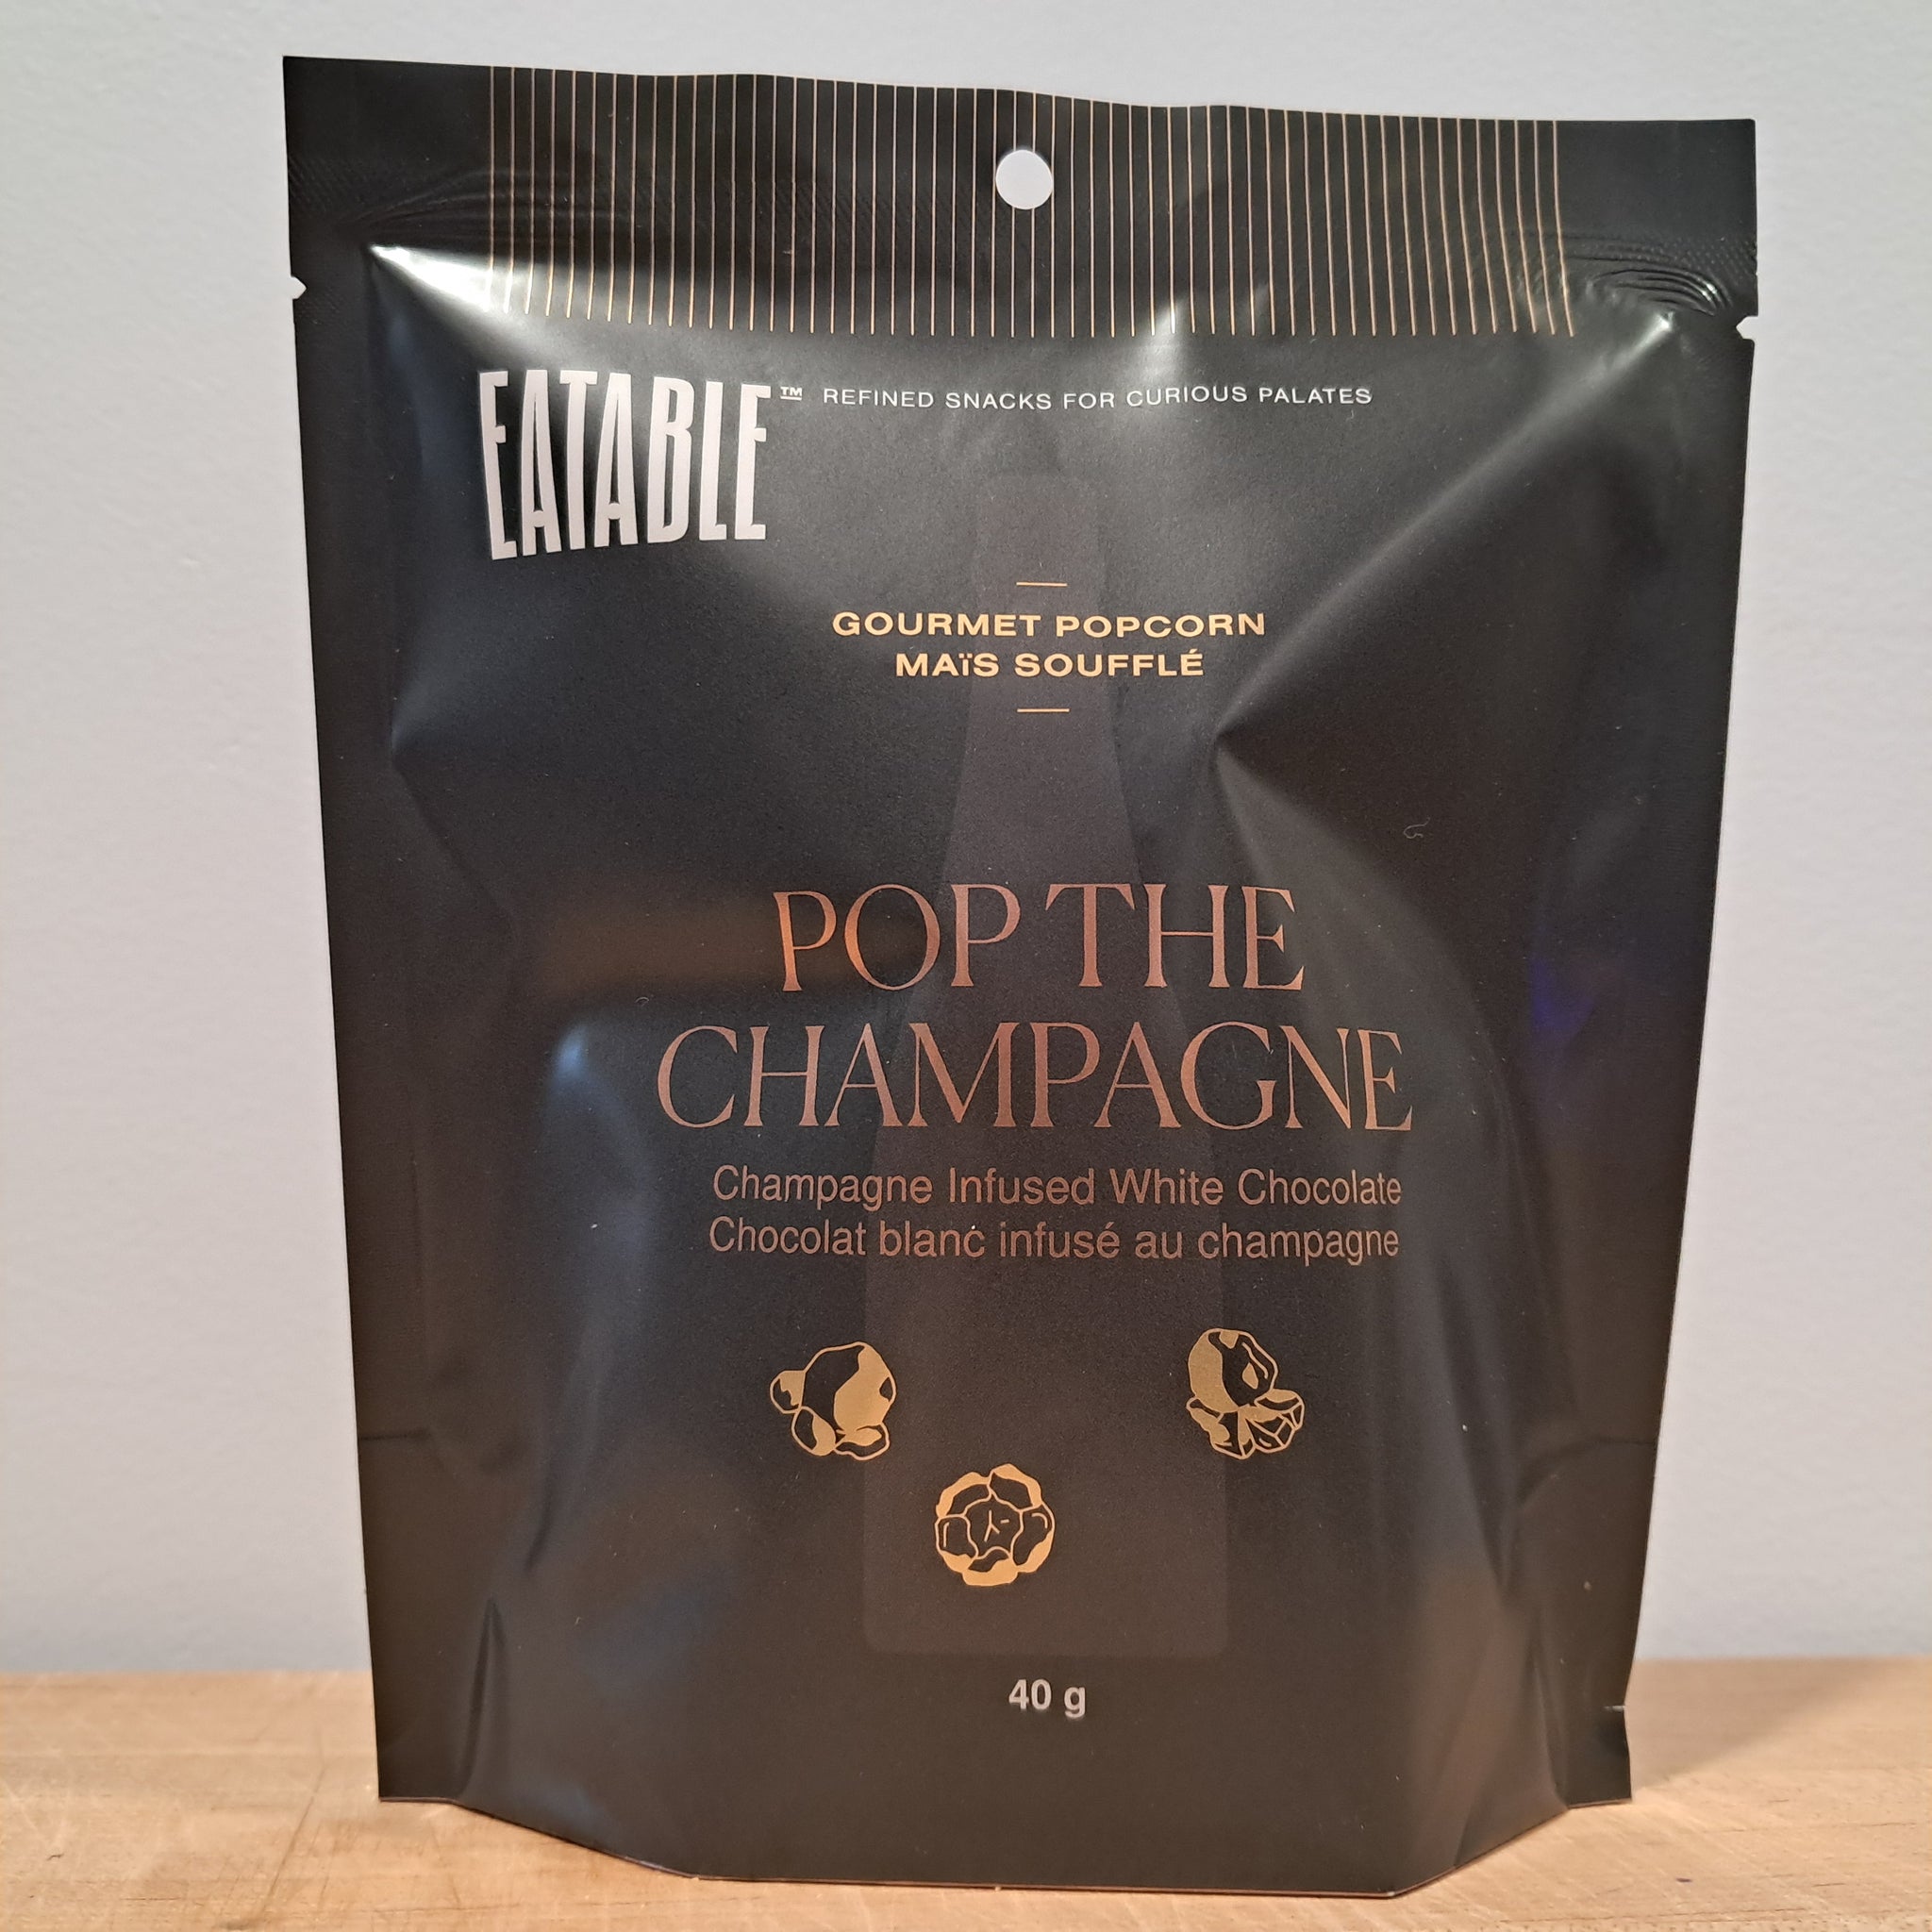 EATABLE™ REFINED SNACKS FOR CURIOUS PALATES
GOURMET POPCORN
MAïS SOUFFLÉ
POP THE
CHAMPAGNE
Champagne Infused White Chocolate
Chocolat blanc infusé au champagne
40 g